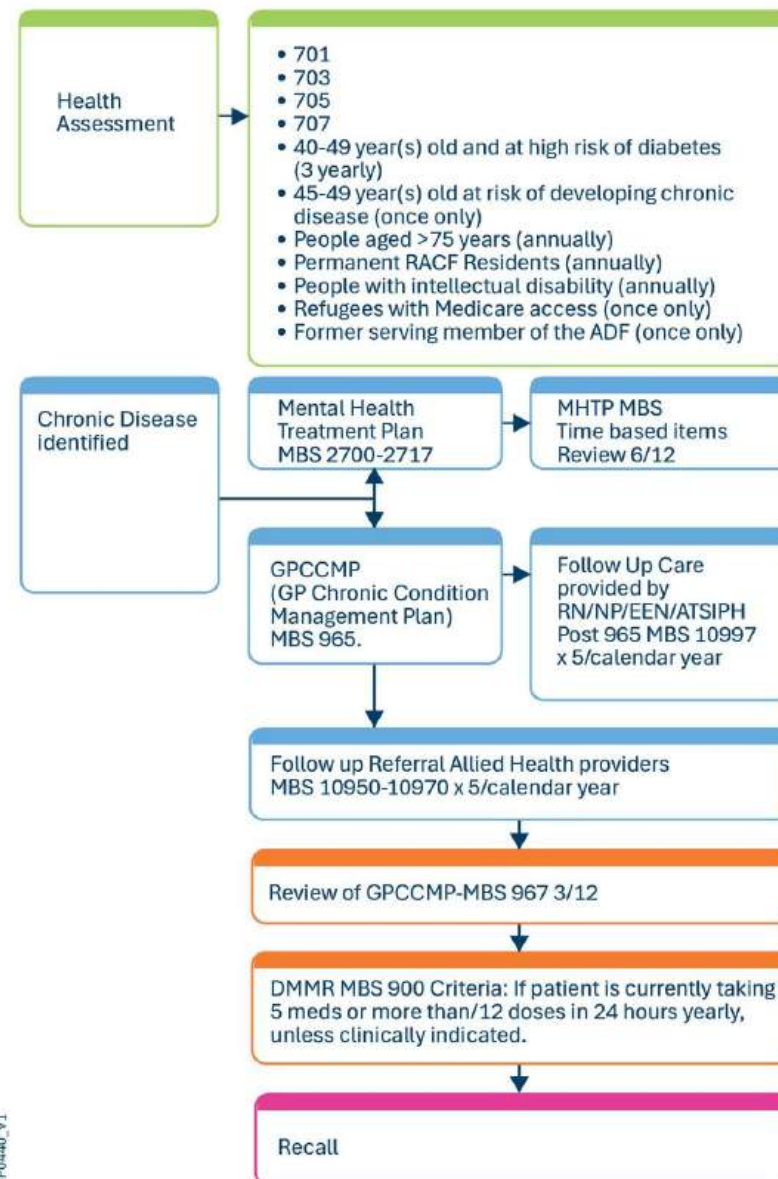 Health
Assessment
• 701
• 703
• 705
• 707
• 40-49 year(s) old and at high risk of diabetes
(3 yearly)
• 45-49 year(s) old at risk of developing chronic
disease (once only)
• People aged >75 years (annually)
• Permanent RACF Residents (annually)
• People with intellectual disability (annually)
• Refugees with Medicare access (once only)
• Former serving member of the ADF (once only)
Chronic Disease
identified
Mental Health
Treatment Plan
MBS 2700-2717
MHTP MBS
Time based items
Review 6/12
GPCCMP
(GP Chronic Condition
Management Plan)
MBS 965.
Follow Up Care
provided by
RN/NP/EEN/ATSIPH
Post 965 MBS 10997
x 5/calendar year
Follow up Referral Allied Health providers
MBS 10950-10970 x 5/calendar year
Review of GPCCMP-MBS 967 3/12
DMMR MBS 900 Criteria: If patient is currently taking
5 meds or more than/12 doses in 24 hours yearly,
unless clinically indicated.
Recall